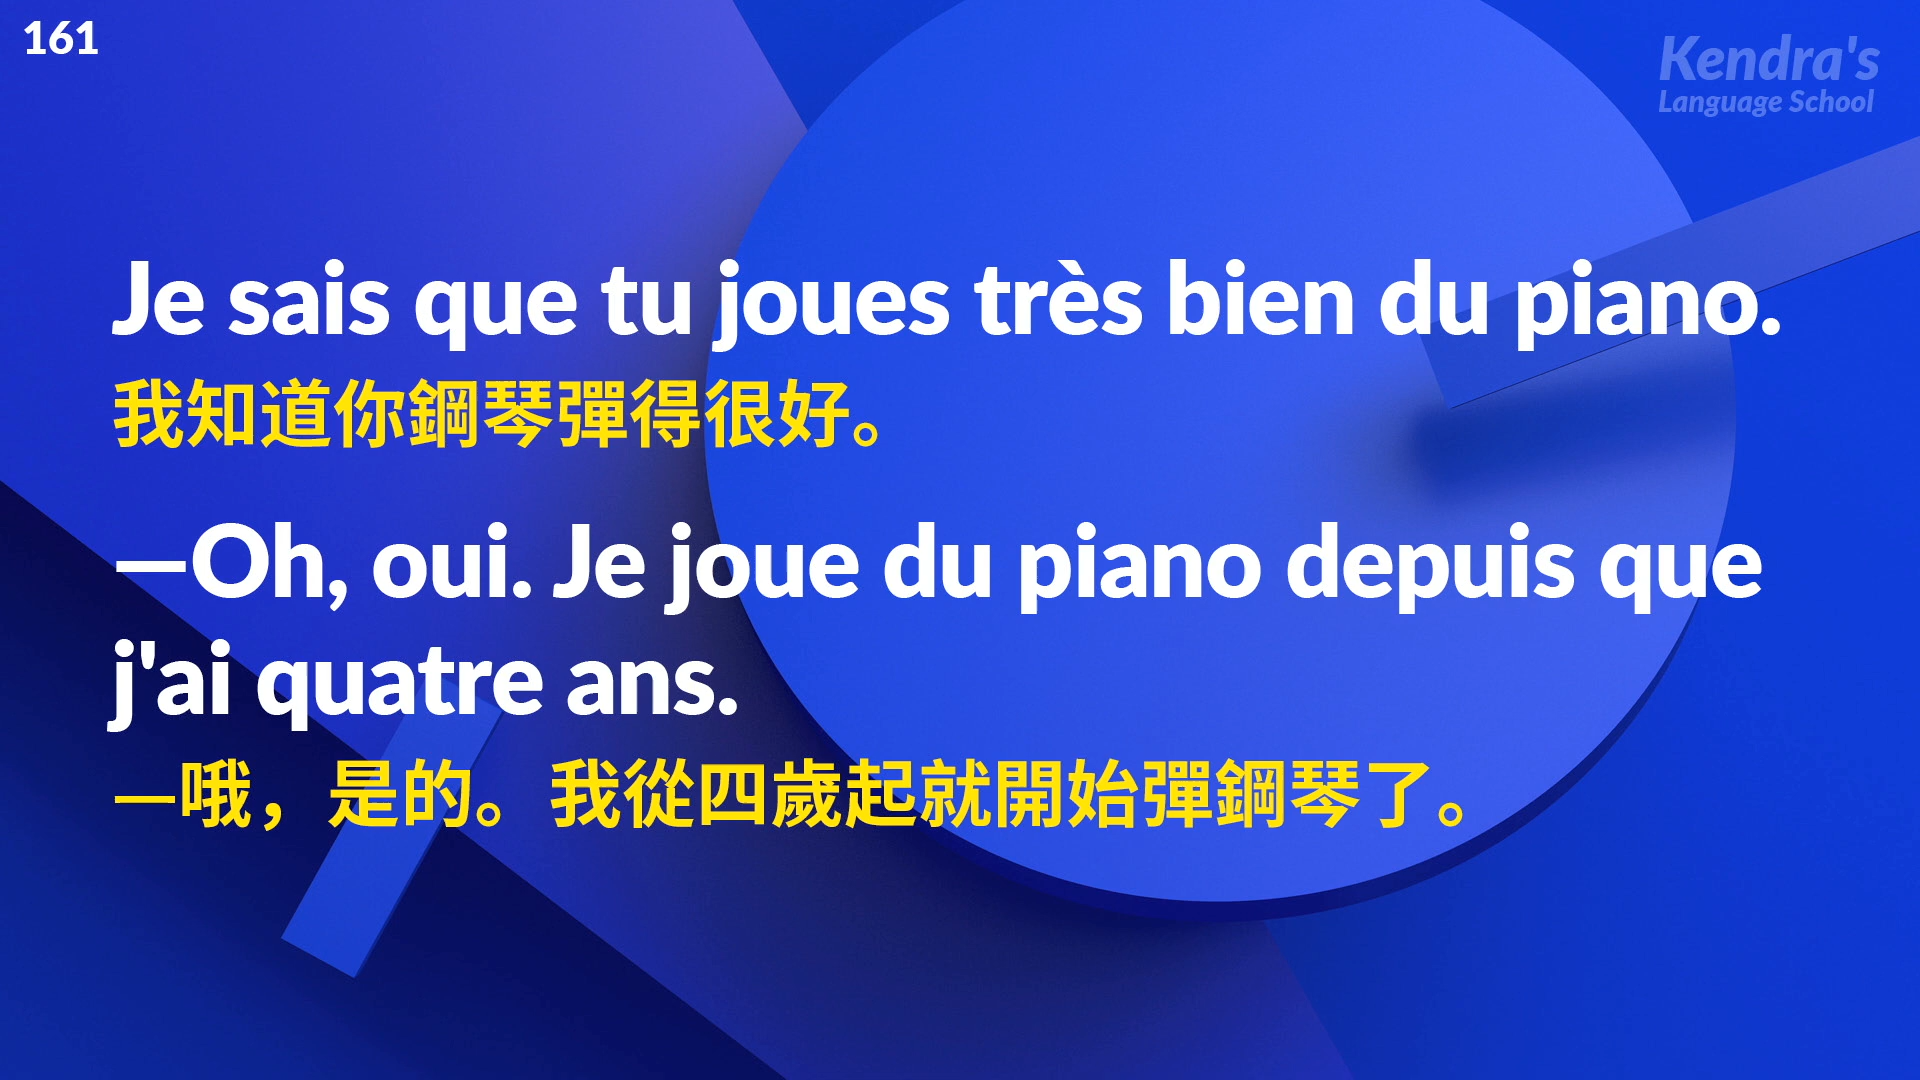 161
Kendra's
Language School
Je sais que tu joues très bien du piano.
我知道你鋼琴彈得很好。
—Oh, oui. Je joue du piano depuis que
j'ai quatre ans.
—哦，是的。我從四歲起就開始彈鋼琴了。